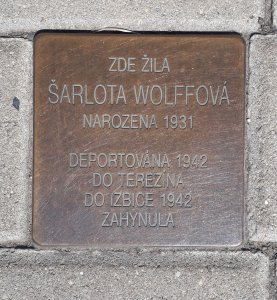 ZDE ŽILA
ŠARLOTA WOLFFOVÁ
NAROZENA 1931
DEPORTOVÁNA 1942
DO TEREZÍNA
DO IZBICE 1942
ZAHYNULA